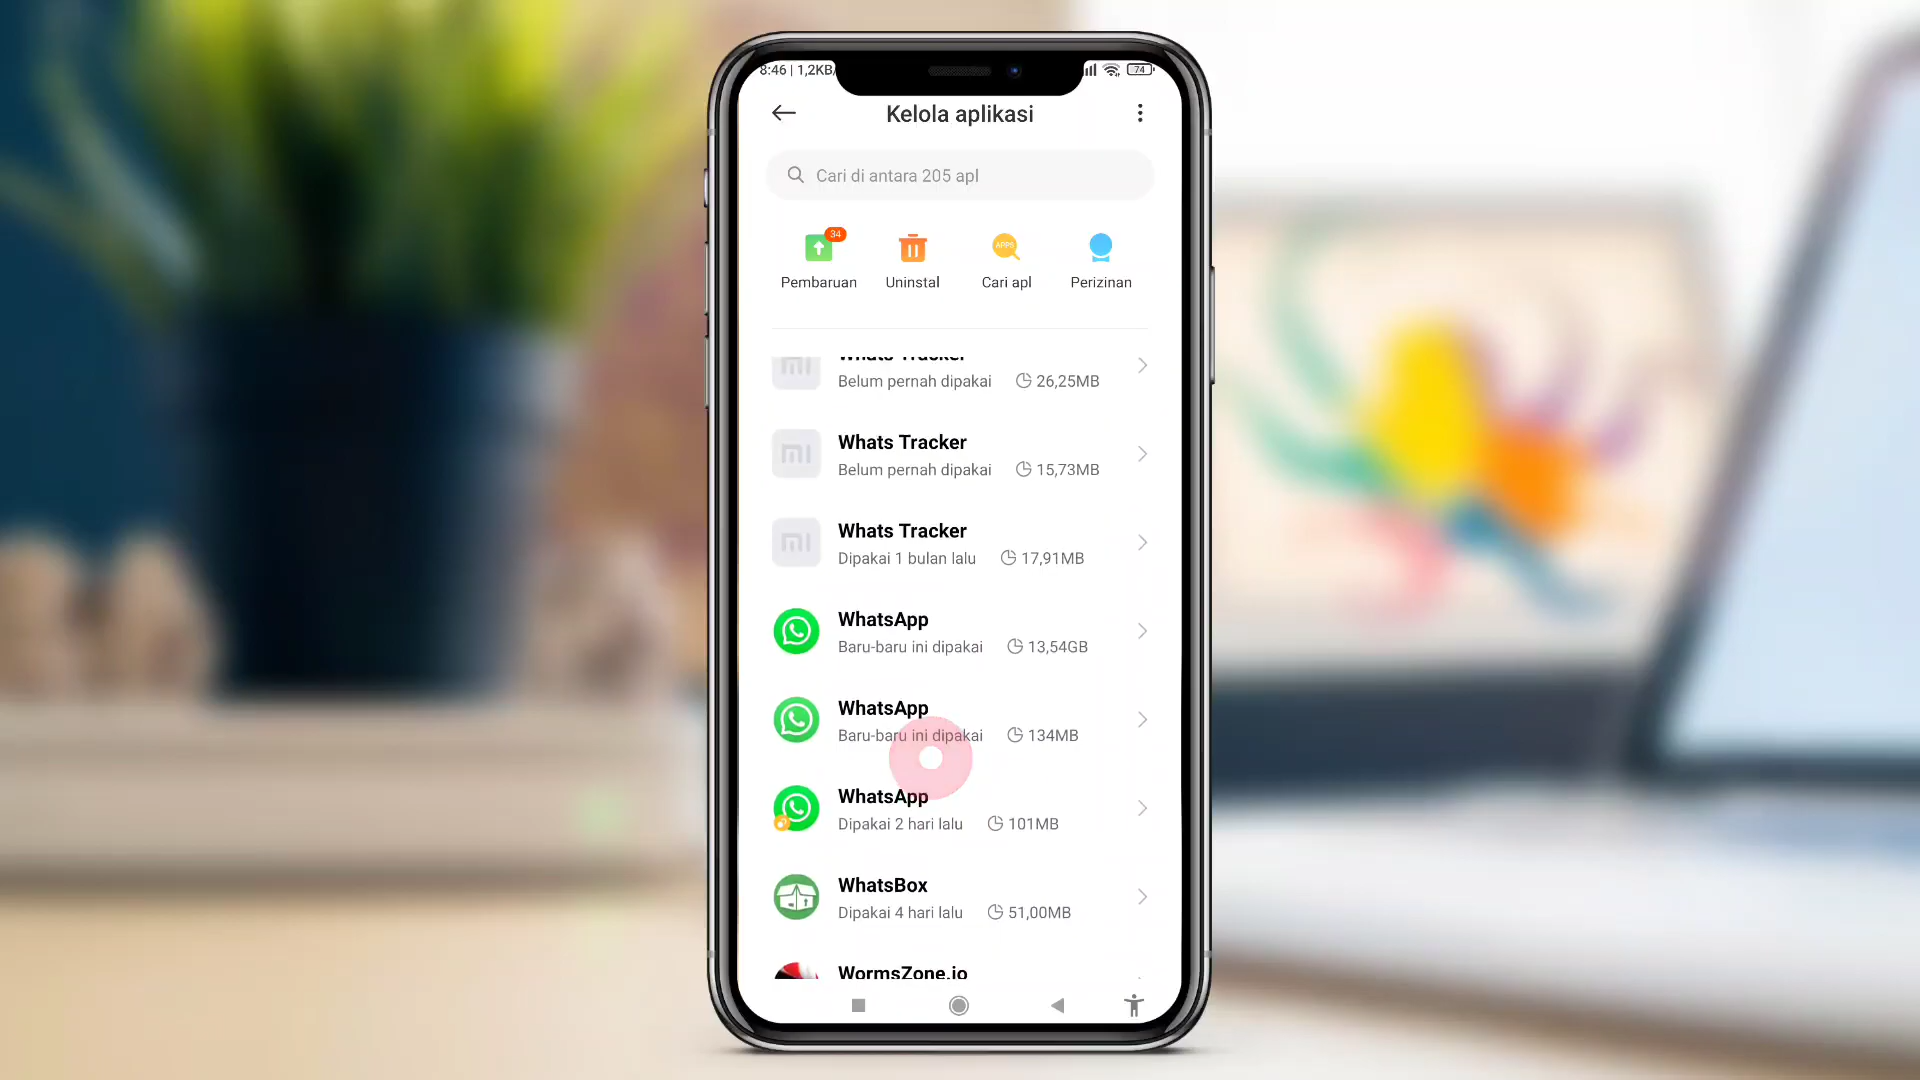 8:46 | 1,2KB/
74
Kelola aplikasi
Cari di antara 205 apl
34
APPS
Pembaruan
Uninstal
Cari apl
Perizinan
Whats Tracker
Belum pernah dipakai 26,25MB
Whats Tracker
Belum pernah dipakai 15,73MB
Whats Tracker
Dipakai 1 bulan lalu 17,91MB
WhatsApp
Baru-baru ini dipakai 13,54GB
WhatsApp
Baru-baru ini dipakai 134MB
WhatsApp
Dipakai 2 hari lalu 101MB
WhatsBox
Dipakai 4 hari lalu 51,00MB
WormsZone.io